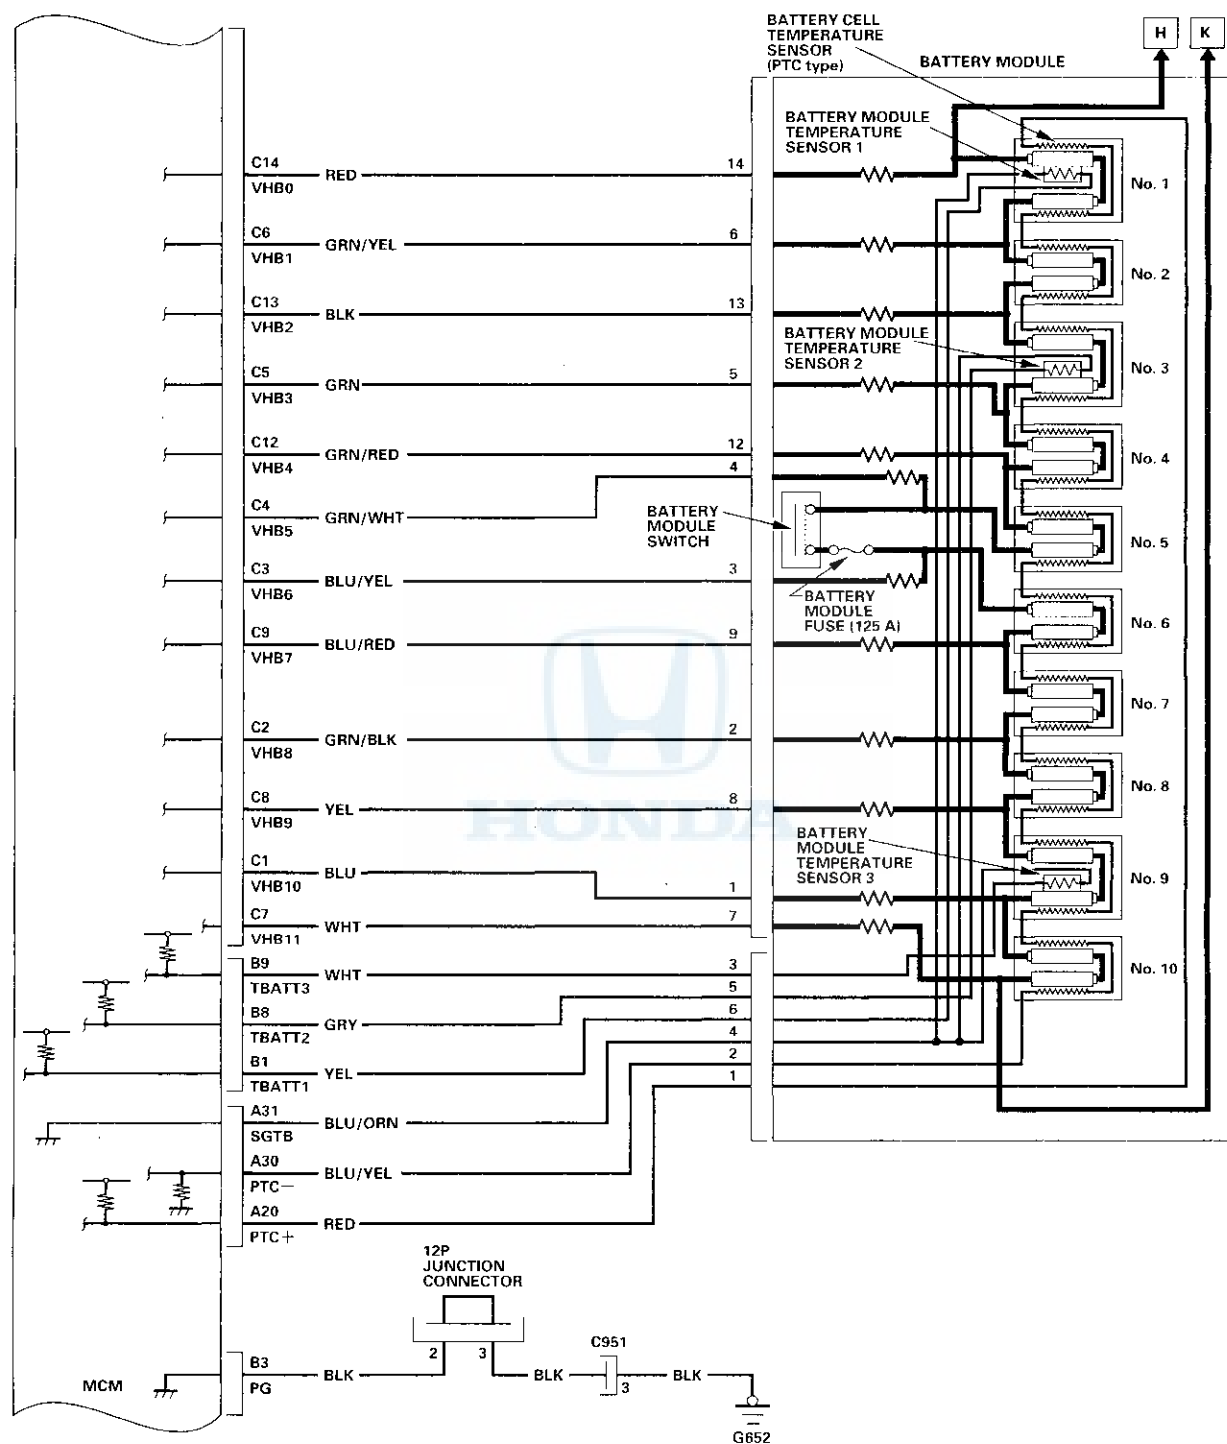 BATTERY CELL
TEMPERATURE
SENSOR
(PTC type)
BATTERY MODULE
H
K
BATTERY MODULE
TEMPERATURE
SENSOR 1
C14
RED
14
VHB0
No. 1
C6
GRN/YEL
6
VHB1
No. 2
C13
BLK
13
VHB2
BATTERY MODULE
TEMPERATURE
SENSOR 2
No. 3
C5
GRN
5
VHB3
C12
GRN/RED
12
VHB4
4
No. 4
C4
GRN/WHT
VHB5
BATTERY
MODULE
SWITCH
No. 5
C3
BLU/YEL
3
VHB6
BATTERY
MODULE
FUSE (125 A)
No. 6
C9
BLU/RED
9
VHB7
No. 7
C2
GRN/BLK
2
VHB8
No. 8
C8
YEL
8
VHB9
HONDA
BATTERY
MODULE
TEMPERATURE
SENSOR 3
No. 9
C1
BLU
VHB10
1
C7
WHT
7
VHB11
B9
WHT
3
TBATT3
No. 10
5
B8
GRY
TBATT2
6
4
B1
YEL
TBATT1
2
1
A31
BLU/ORN
SGTB
A30
BLU/YEL
PTC−
A20
RED
PTC+
12P
JUNCTION
CONNECTOR
2
3
C951
MCM
B3
BLK
BLK
3
BLK
PG
G652